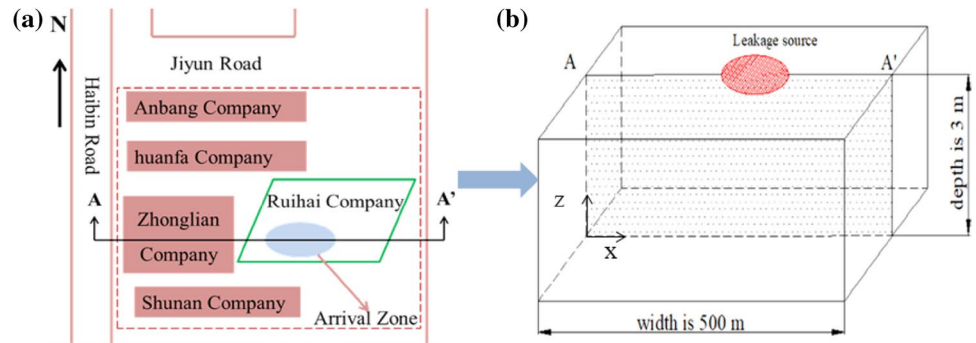 (a)
N
Haibin Road
Jiyun Road
Anbang Company
huanfa Company
A
Zhonglian
Company
Ruihai Company
A'
Shunan Company
Arrival Zone
(b)
Leakage source
A
A'
depth is 3 m
Z
X
width is 500 m